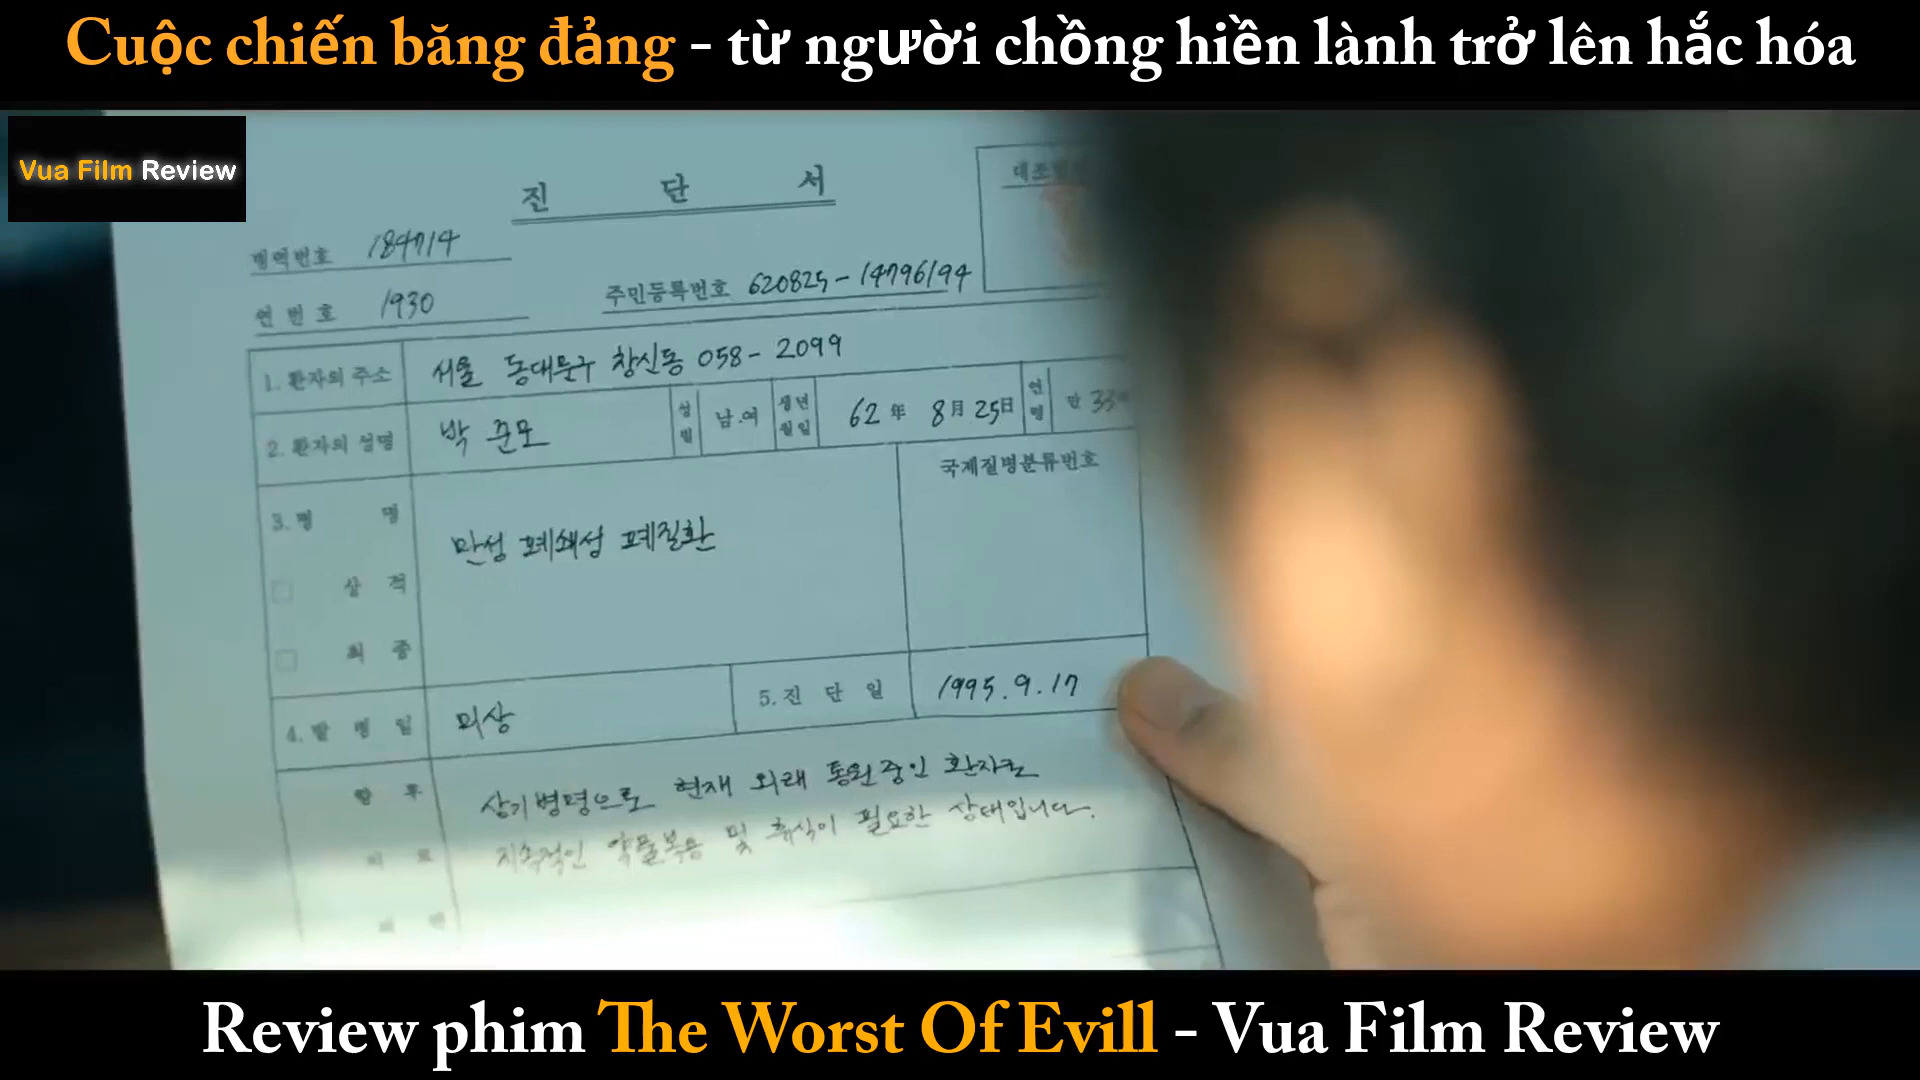 Cuộc chiến băng đảng - từ người chồng hiền lành trở lên hắc hóa
Vua Film Review
진 단 서
병역번호 184714
연 번 호 1930
주민등록번호 620825-14796194
1. 환자의 주소 서울 동대문구 창신동 058-2099
2. 환자의 성명 박준모 성별 남.여 생년월일 62年 8月 25日 연령 만 33
3. 병 명 만성 폐쇄성 폐질환
국제질병분류번호
최 종
4. 발 병 일 미상 5. 진 단 일 1995.9.17
향 후
상기병명으로 현재 외래 통원중인 환자로
지속적인 약물복용 및 휴식이 필요한 상태입니다.
Review phim The Worst Of Evill - Vua Film Review